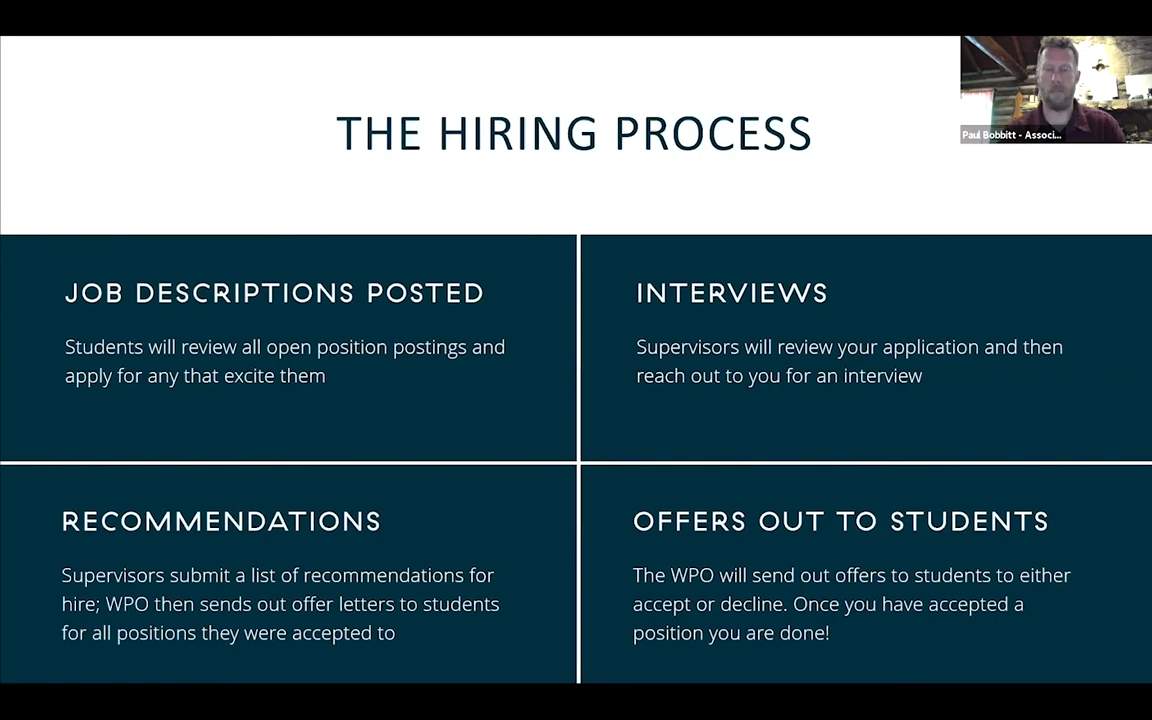 THE HIRING PROCESS
Paul Bobbitt - Associ...
JOB DESCRIPTIONS POSTED
Students will review all open position postings and
apply for any that excite them
INTERVIEWS
Supervisors will review your application and then
reach out to you for an interview
RECOMMENDATIONS
Supervisors submit a list of recommendations for
hire; WPO then sends out offer letters to students
for all positions they were accepted to
OFFERS OUT TO STUDENTS
The WPO will send out offers to students to either
accept or decline. Once you have accepted a
position you are done!